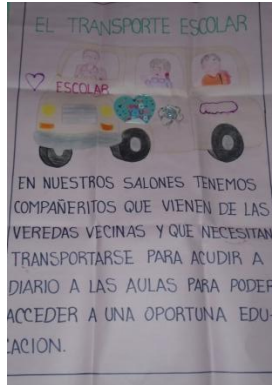 EL TRANSPORTE ESCOLAR
ESCOLAR
EN NUESTROS SALONES TENEMOS
COMPAÑERITOS QUE VIENEN DE LAS
VEREDAS VECINAS Y QUE NECESITAN
TRANSPORTARSE PARA ACUDIR A
DIARIO A LAS AULAS PARA PODER
ACCEDER A UNA OPORTUNA EDU-
CACION.